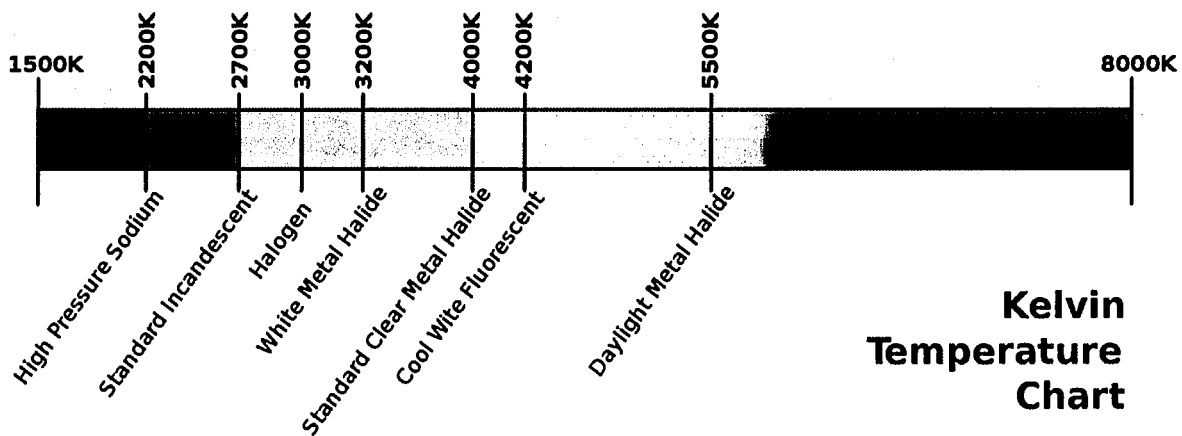 1500K
2200K
2700K
3000K
3200K
4000K
4200K
5500K
8000K
High Pressure Sodium
Standard Incandescent
Halogen
White Metal Halide
Standard Clear Metal Halide
Cool Wite Fluorescent
Daylight Metal Halide
Kelvin
Temperature
Chart